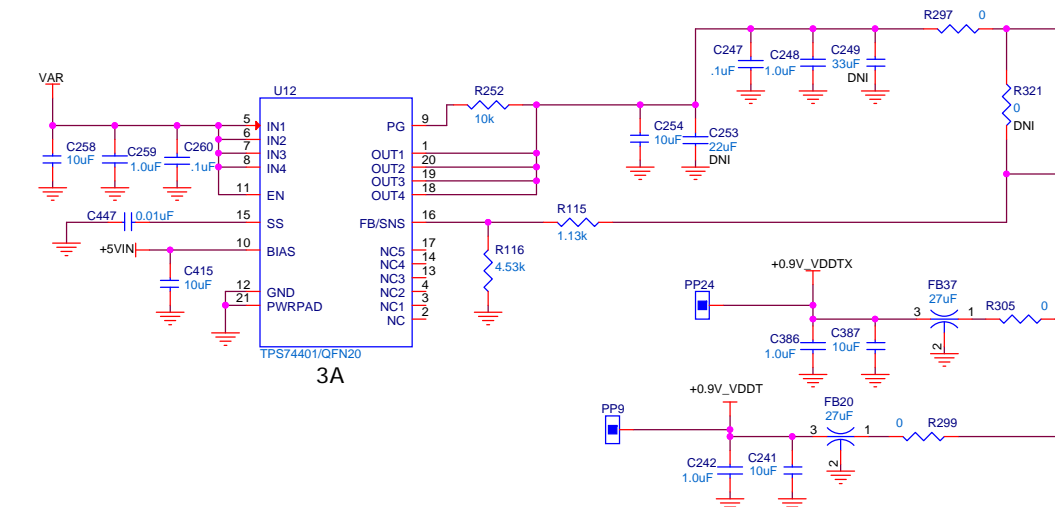 R297 0
C247
.1uF
C248
1.0uF
C249
33uF
DNI
R321
0
DNI
VAR
U12
R252
10k
C258
10uF
C259
1.0uF
C260
.1uF
5 IN1
6 IN2
7 IN3
8 IN4
11 EN
15 SS
10 BIAS
12 GND
21 PWRPAD
PG 9
OUT1 1
OUT2 20
OUT3 19
OUT4 18
FB/SNS 16
NC5 17
NC4 14
NC3 13
NC2 4
NC1 3
NC 2
C254
10uF
C253
22uF
DNI
C447 0.01uF
+5VIN
C415
10uF
R115
1.13k
R116
4.53k
TPS74401/QFN20
3A
+0.9V_VDDTX
PP24
C386
1.0uF
C387
10uF
FB37
27uF
3 1
2
R305 0
+0.9V_VDDT
PP9
C242
1.0uF
C241
10uF
FB20
27uF
3 1
2
0 R299